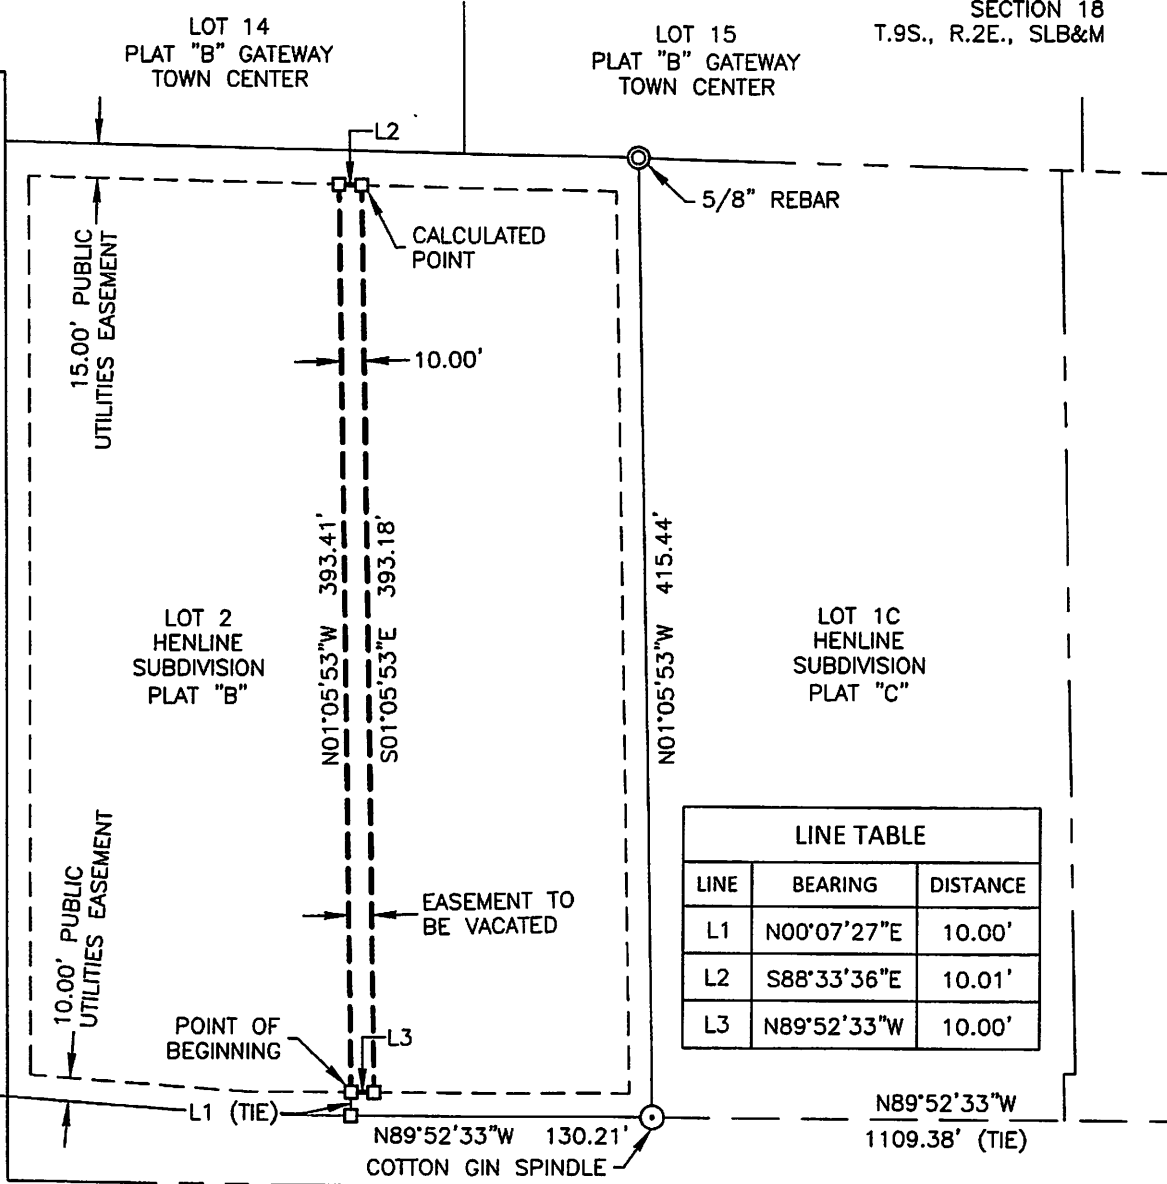 SECTION 18
T.9S., R.2E., SLB&M
LOT 14
PLAT "B" GATEWAY
TOWN CENTER
LOT 15
PLAT "B" GATEWAY
TOWN CENTER
L2
5/8" REBAR
CALCULATED
POINT
15.00' PUBLIC
UTILITIES EASEMENT
10.00'
N01°05'53"W 393.41'
S01°05'53"E 393.18'
N01°05'53"W 415.44'
LOT 2
HENLINE
SUBDIVISION
PLAT "B"
LOT 1C
HENLINE
SUBDIVISION
PLAT "C"
LINE TABLE
LINE BEARING DISTANCE
L1 N00°07'27"E 10.00'
L2 S88°33'36"E 10.01'
L3 N89°52'33"W 10.00'
10.00' PUBLIC
UTILITIES EASEMENT
EASEMENT TO
BE VACATED
POINT OF
BEGINNING
L3
L1 (TIE)
N89°52'33"W 130.21'
COTTON GIN SPINDLE
N89°52'33"W
1109.38' (TIE)